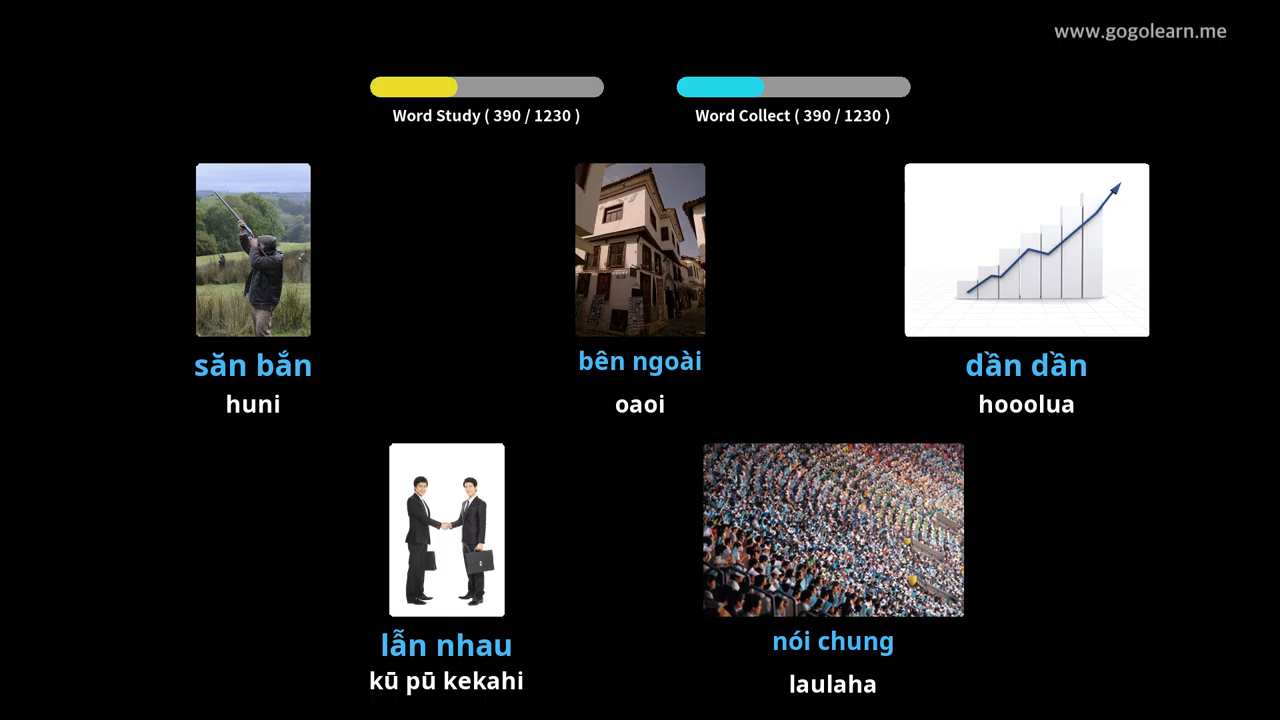 www.gogolearn.me
Word Study ( 390 / 1230 )
Word Collect ( 390 / 1230 )
săn bắn
huni
bên ngoài
oaoi
dần dần
hooolua
lẫn nhau
kū pū kekahi
nói chung
laulaha